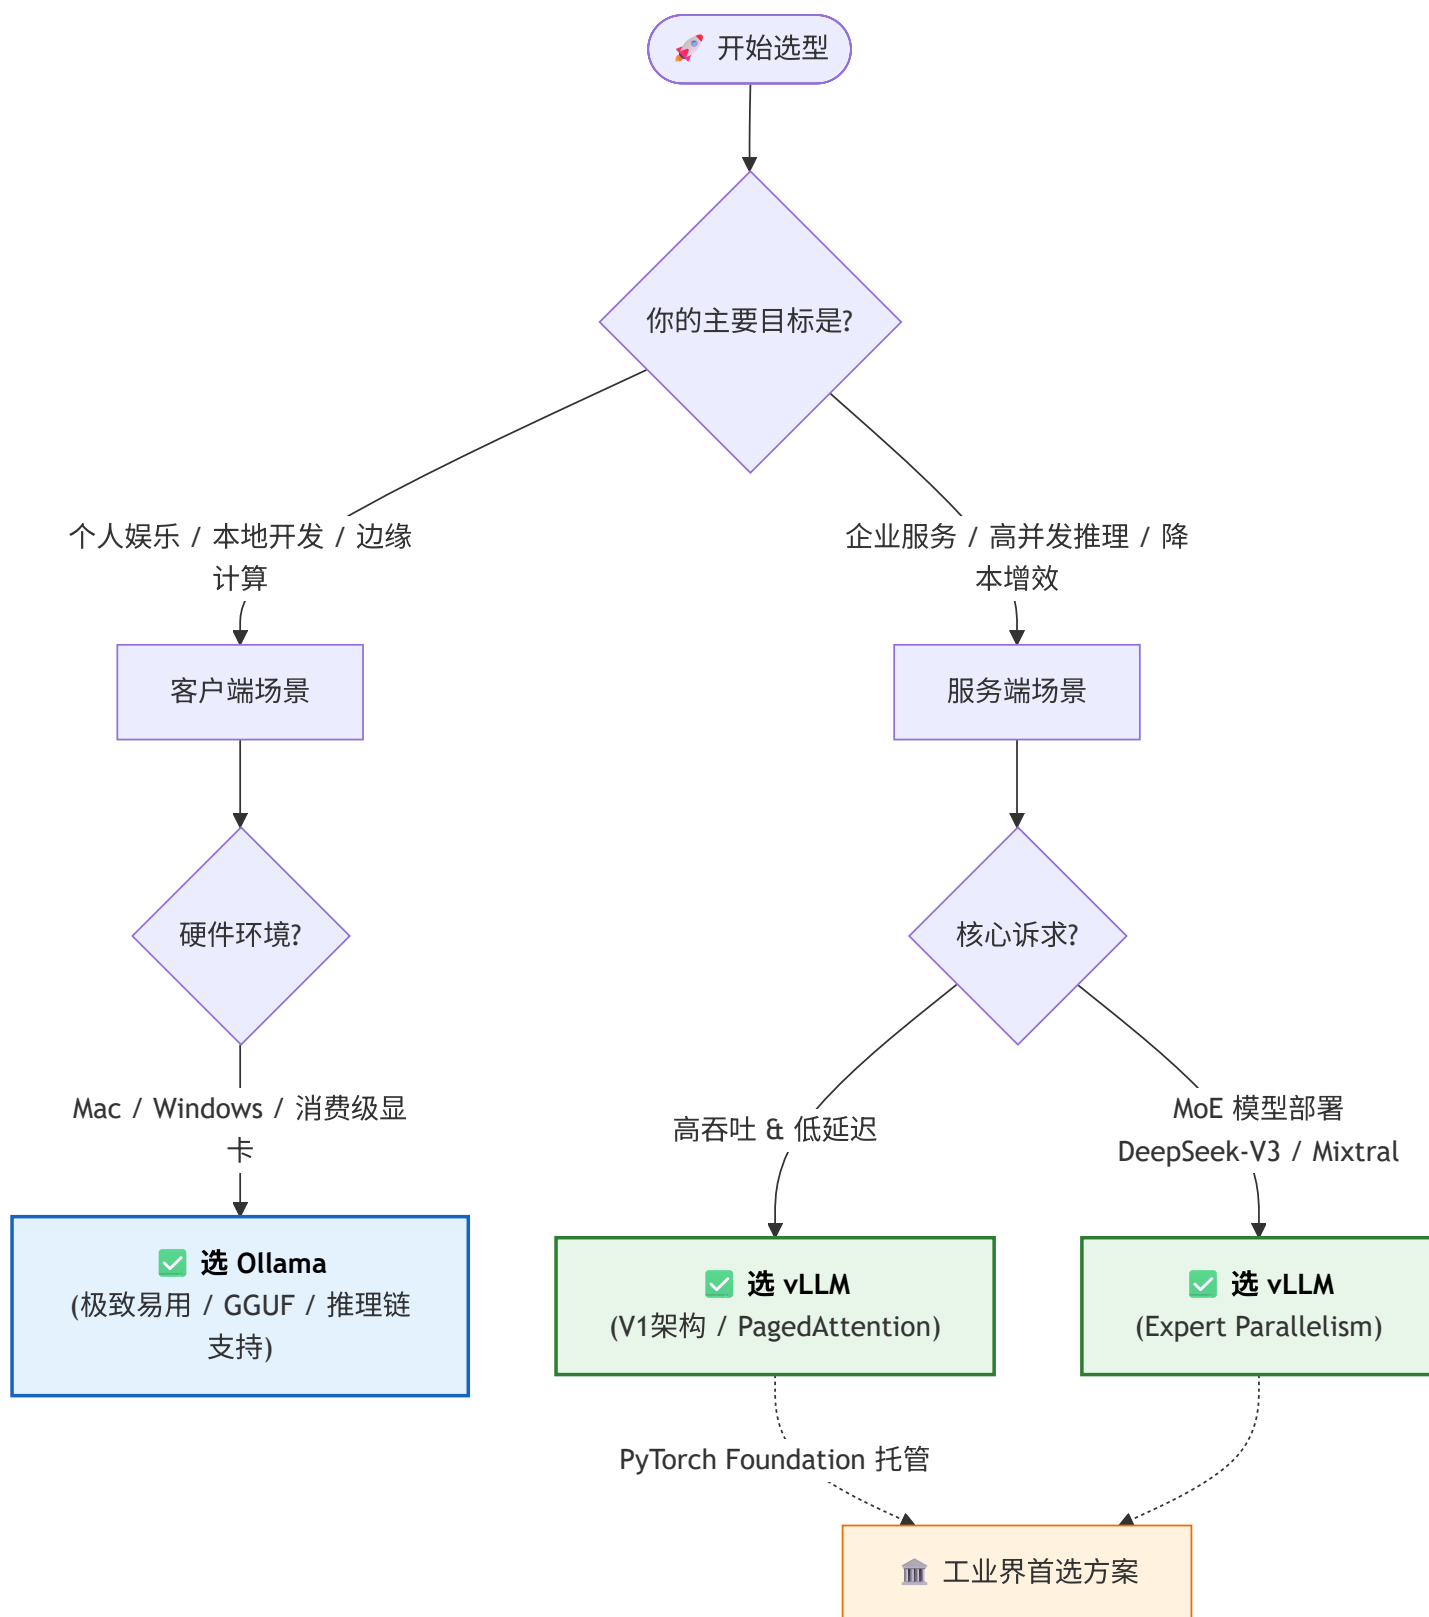 🚀 开始选型
你的主要目标是?
个人娱乐 / 本地开发 / 边缘
计算
企业服务 / 高并发推理 / 降
本增效
客户端场景
服务端场景
硬件环境?
核心诉求?
Mac / Windows / 消费级显
卡
高吞吐 & 低延迟
MoE 模型部署
DeepSeek-V3 / Mixtral
✅ 选 Ollama
(极致易用 / GGUF / 推理链
支持)
✅ 选 vLLM
(V1架构 / PagedAttention)
✅ 选 vLLM
(Expert Parallelism)
PyTorch Foundation 托管
🏛️ 工业界首选方案